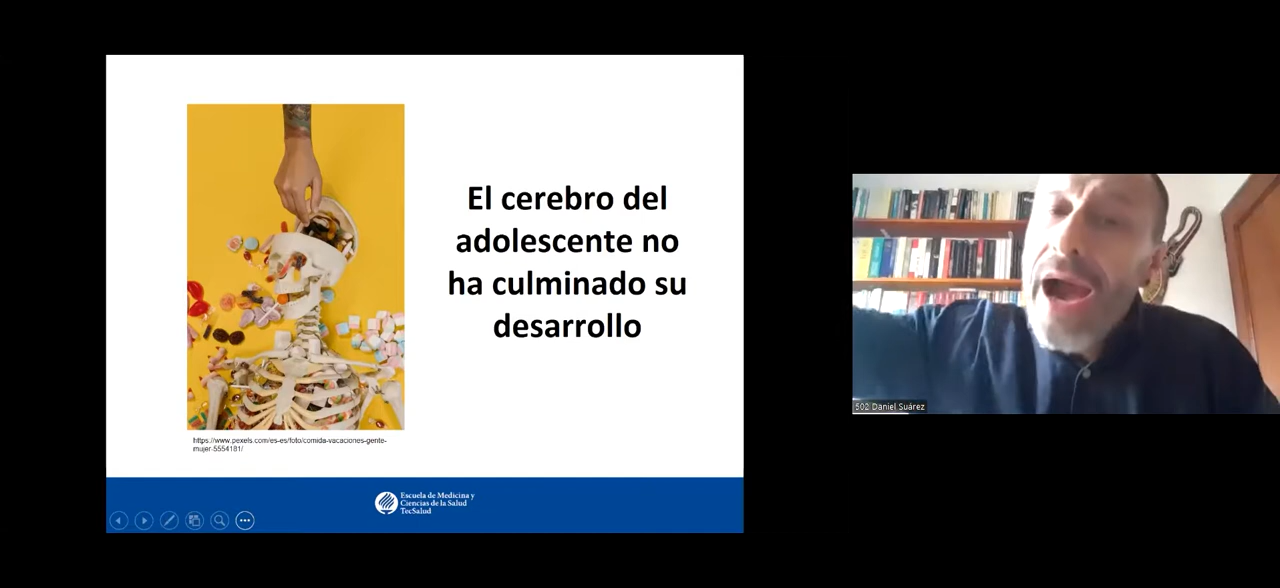 El cerebro del
adolescente no
ha culminado su
desarrollo
https://www.pexels.com/es-es/foto/comida-vacaciones-gente-
mujer-5554181/
Escuela de Medicina y
Ciencias de la Salud
TecSalud
502 Daniel Suárez